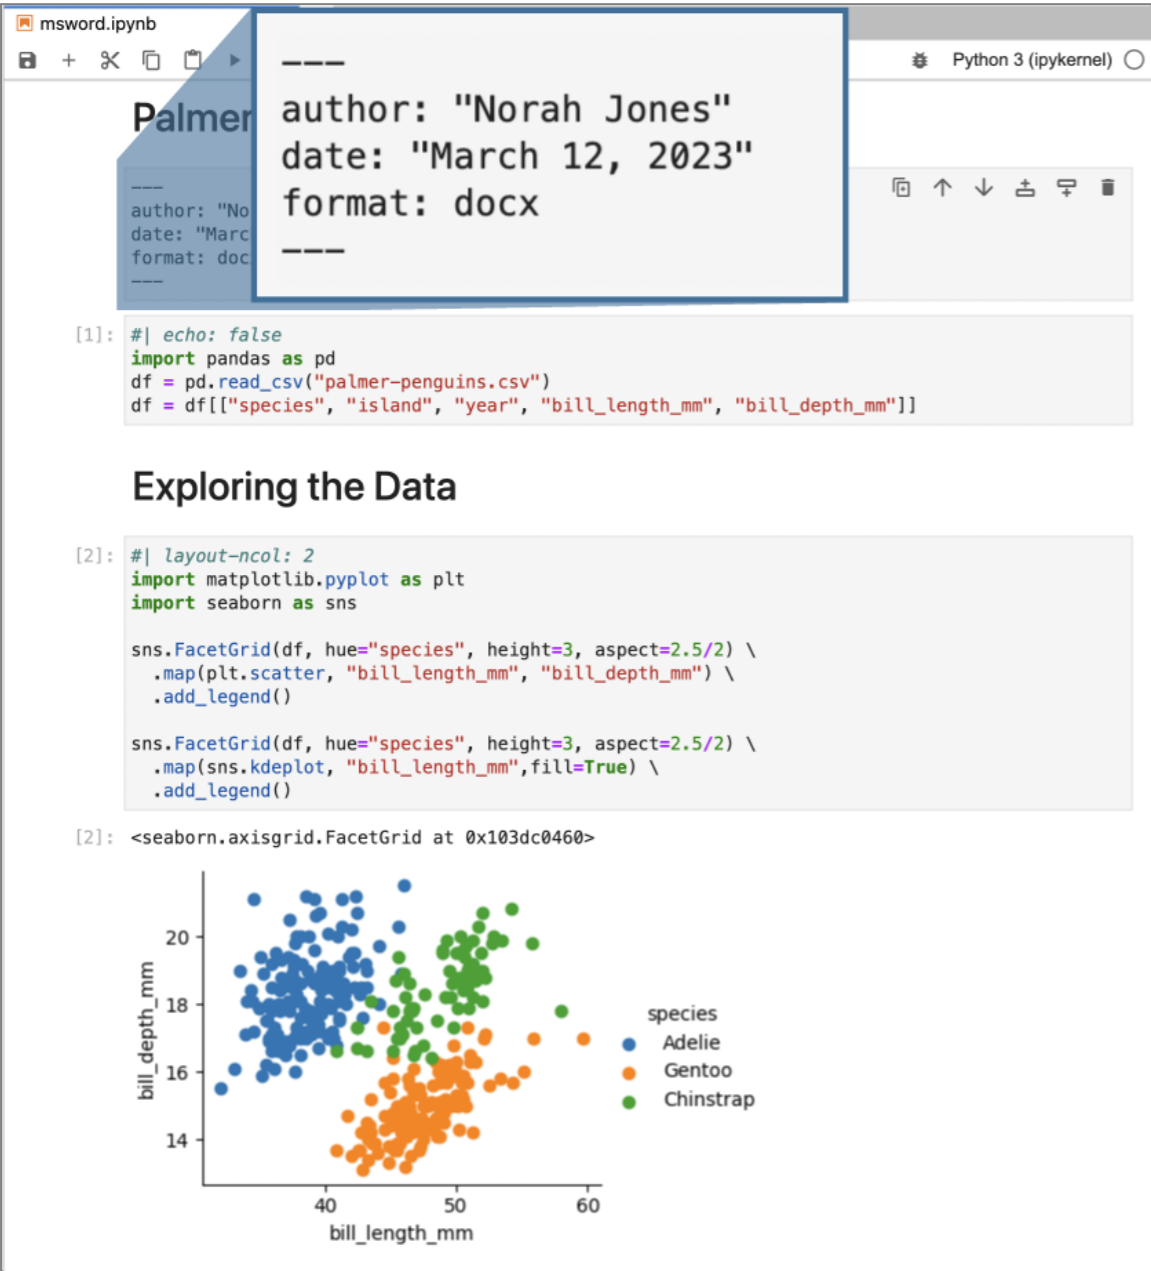 msword.ipynb
Python 3 (ipykernel)
Palmer
---
author: "Norah Jones"
date: "March 12, 2023"
format: docx
---
---
author: "No
date: "Marc
format: doc
---
[1]: #| echo: false
import pandas as pd
df = pd.read_csv("palmer-penguins.csv")
df = df[["species", "island", "year", "bill_length_mm", "bill_depth_mm"]]
Exploring the Data
[2]: #| layout-ncol: 2
import matplotlib.pyplot as plt
import seaborn as sns
sns.FacetGrid(df, hue="species", height=3, aspect=2.5/2) \
.map(plt.scatter, "bill_length_mm", "bill_depth_mm") \
.add_legend()
sns.FacetGrid(df, hue="species", height=3, aspect=2.5/2) \
.map(sns.kdeplot, "bill_length_mm",fill=True) \
.add_legend()
[2]: <seaborn.axisgrid.FacetGrid at 0x103dc0460>
bill_depth_mm
20
18
16
14
40 50 60
bill_length_mm
species
Adelie
Gentoo
Chinstrap